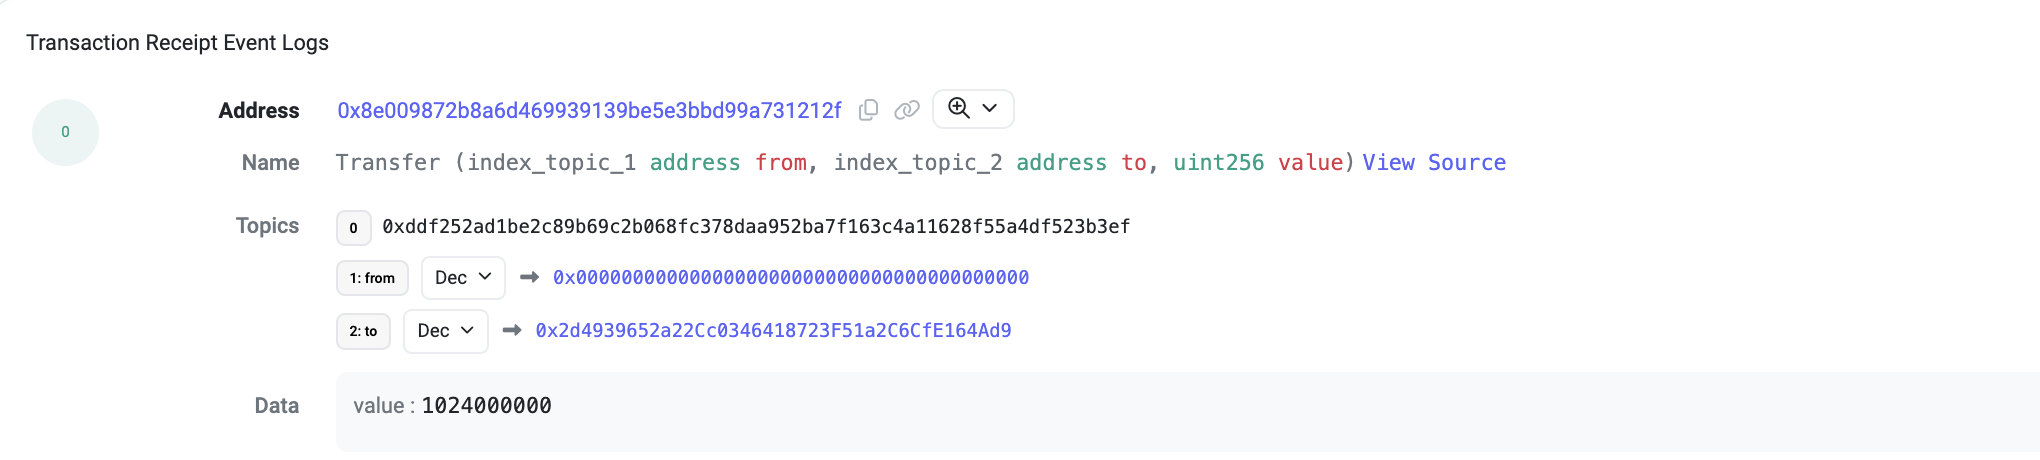 Transaction Receipt Event Logs
0
Address 0x8e009872b8a6d469939139be5e3bbd99a731212f
Name Transfer (index_topic_1 address from, index_topic_2 address to, uint256 value) View Source
Topics 0 0xddf252ad1be2c89b69c2b068fc378daa952ba7f163c4a11628f55a4df523b3ef
1: from Dec 0x0000000000000000000000000000000000000000
2: to Dec 0x2d4939652a22Cc0346418723F51a2C6CfE164Ad9
Data value : 1024000000